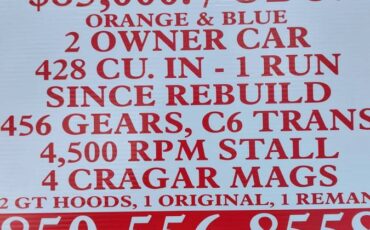 ORANGE & BLUE
2 OWNER CAR
428 CU. IN - 1 RUN
SINCE REBUILD
456 GEARS, C6 TRANS
4,500 RPM STALL
4 CRAGAR MAGS
2 GT HOODS, 1 ORIGINAL, 1 REMAN